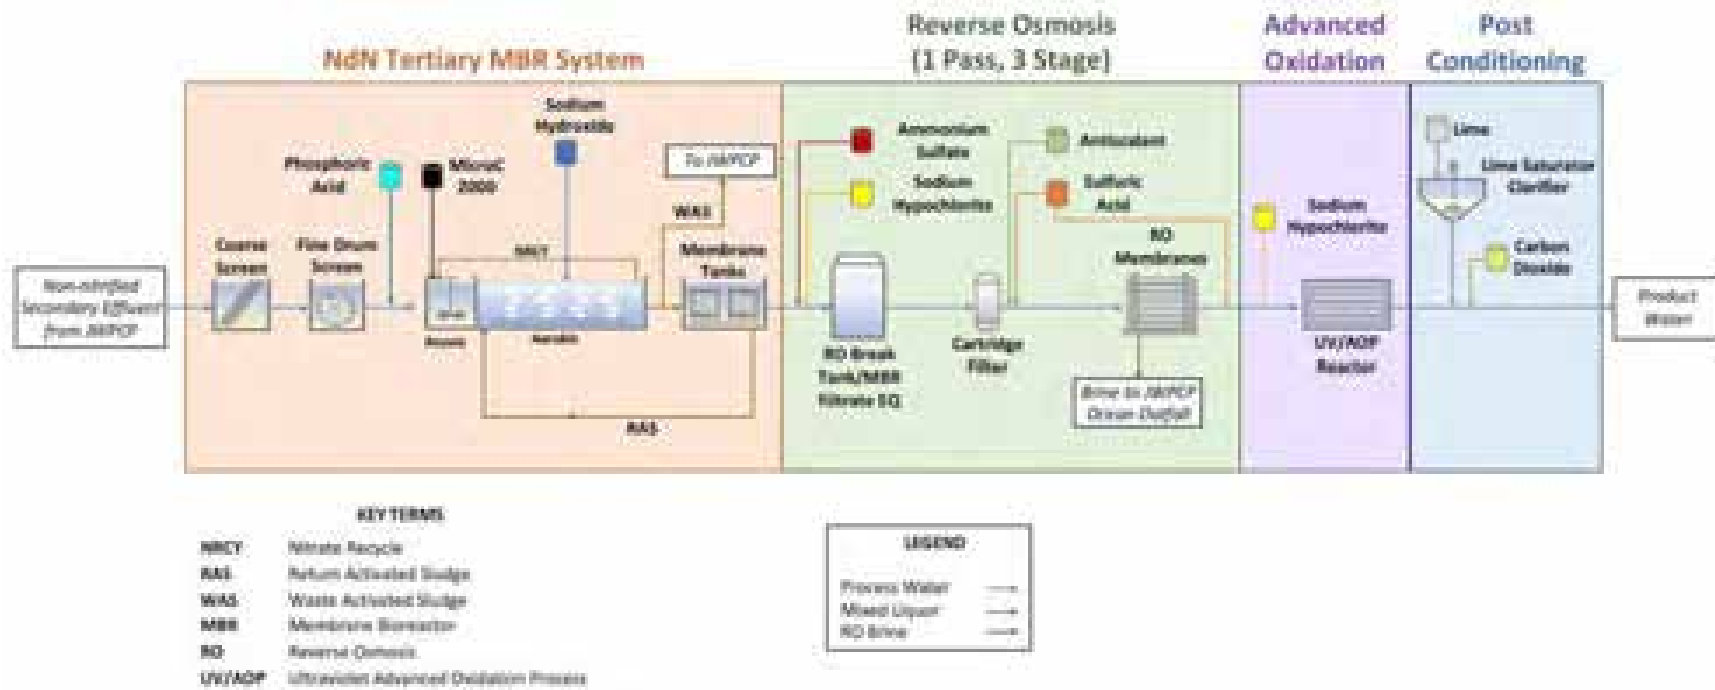 NdN Tertiary MBR System
Reverse Osmosis
(1 Pass, 3 Stage)
Advanced
Oxidation
Post
Conditioning
Sodium
Hydroxide
Phosphoric
Acid
MicroC
2000
To JWPCP
WAS
Coarse
Screen
Fine Drum
Screen
NRCY
Membrane
Tanks
Non-nitrified
Secondary Effluent
from JWPCP
Anoxic
Aerobic
RAS
Ammonium
Sulfate
Sodium
Hypochlorite
Antiscalant
Sulfuric
Acid
RO
Membranes
RO Break
Tank/MBR
Filtrate EQ
Cartridge
Filter
Brine to JWPCP
Ocean Outfall
Sodium
Hypochlorite
UV/AOP
Reactor
Lime
Lime Saturator
Clarifier
Carbon
Dioxide
Product
Water
KEY TERMS
NRCY Nitrate Recycle
RAS Return Activated Sludge
WAS Waste Activated Sludge
MBR Membrane Bioreactor
RO Reverse Osmosis
UV/AOP Ultraviolet Advanced Oxidation Process
LEGEND
Process Water
Mixed Liquor
RO Brine